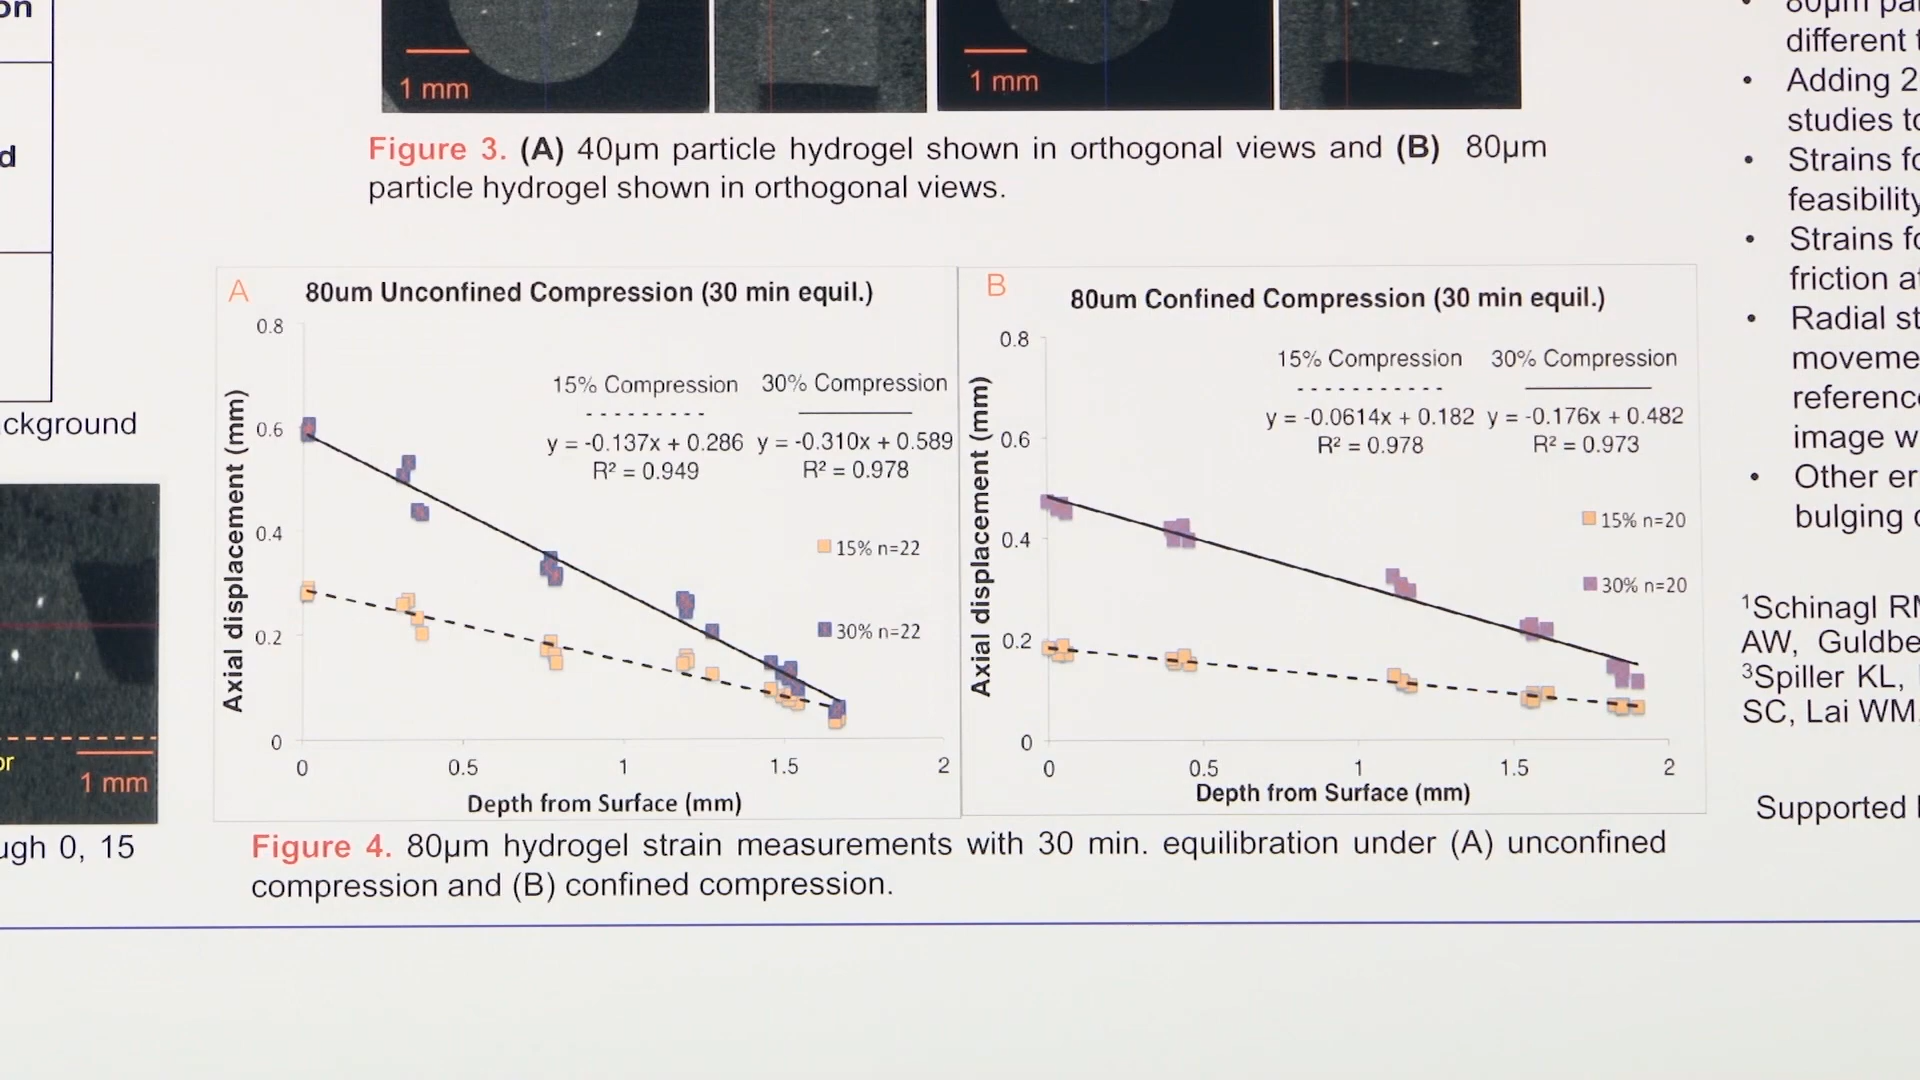 on
d
ckground
1 mm
1 mm
Figure 3. (A) 40µm particle hydrogel shown in orthogonal views and (B) 80µm
particle hydrogel shown in orthogonal views.
A
80um Unconfined Compression (30 min equil.)
0.8
0.6
0.4
0.2
0
Axial displacement (mm)
15% Compression 30% Compression
y = -0.137x + 0.286 y = -0.310x + 0.589
R² = 0.949 R² = 0.978
15% n=22
30% n=22
0 0.5 1 1.5 2
Depth from Surface (mm)
B
80um Confined Compression (30 min equil.)
0.8
0.6
0.4
0.2
0
Axial displacement (mm)
15% Compression 30% Compression
y = -0.0614x + 0.182 y = -0.176x + 0.482
R² = 0.978 R² = 0.973
15% n=20
30% n=20
0 0.5 1 1.5 2
Depth from Surface (mm)
Figure 4. 80µm hydrogel strain measurements with 30 min. equilibration under (A) unconfined
compression and (B) confined compression.
or
1 mm
ugh 0, 15
• 80µm pa
different t
• Adding 2
studies to
• Strains fo
feasibility
• Strains fo
friction at
• Radial st
moveme
reference
image w
• Other er
bulging o
¹Schinagl RM
AW, Guldbe
³Spiller KL,
SC, Lai WM,
Supported